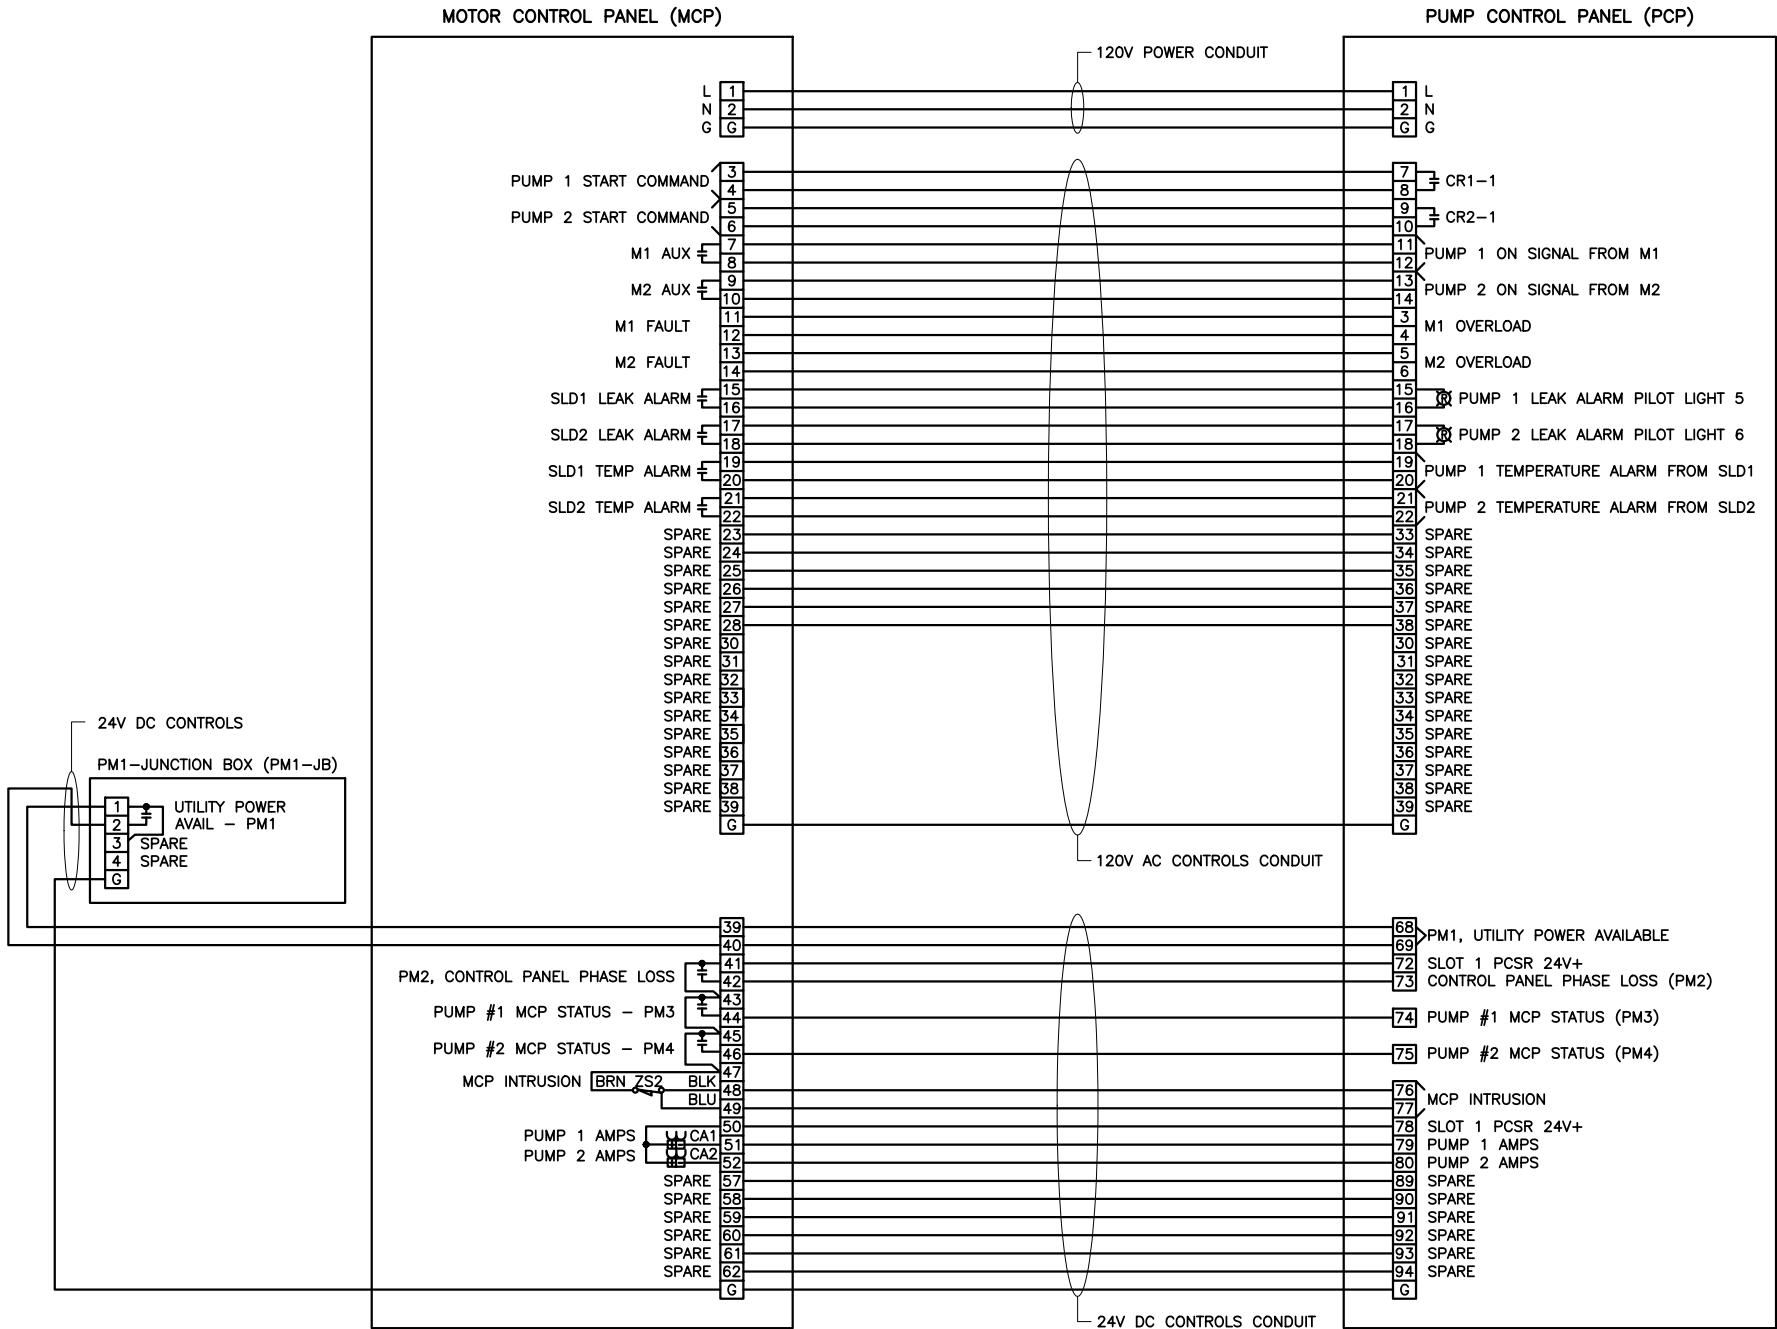 MOTOR CONTROL PANEL (MCP)
PUMP CONTROL PANEL (PCP)
120V POWER CONDUIT
L 1 1 L
N 2 2 N
G G G G
3 7
PUMP 1 START COMMAND CR1-1
4 8
5 9
PUMP 2 START COMMAND CR2-1
6 10
7 11
M1 AUX PUMP 1 ON SIGNAL FROM M1
8 12
9 13
M2 AUX PUMP 2 ON SIGNAL FROM M2
10 14
11 3
M1 FAULT M1 OVERLOAD
12 4
13 5
M2 FAULT M2 OVERLOAD
14 6
15 15
SLD1 LEAK ALARM R PUMP 1 LEAK ALARM PILOT LIGHT 5
16 16
17 17
SLD2 LEAK ALARM R PUMP 2 LEAK ALARM PILOT LIGHT 6
18 18
19 19
SLD1 TEMP ALARM PUMP 1 TEMPERATURE ALARM FROM SLD1
20 20
21 21
SLD2 TEMP ALARM PUMP 2 TEMPERATURE ALARM FROM SLD2
22 22
SPARE 23 33 SPARE
SPARE 24 34 SPARE
SPARE 25 35 SPARE
SPARE 26 36 SPARE
SPARE 27 37 SPARE
SPARE 28 38 SPARE
SPARE 30 30 SPARE
SPARE 31 31 SPARE
SPARE 32 32 SPARE
SPARE 33 33 SPARE
SPARE 34 34 SPARE
SPARE 35 35 SPARE
SPARE 36 36 SPARE
SPARE 37 37 SPARE
SPARE 38 38 SPARE
SPARE 39 39 SPARE
G G
120V AC CONTROLS CONDUIT
24V DC CONTROLS
PM1-JUNCTION BOX (PM1-JB)
1 UTILITY POWER
2 AVAIL - PM1
3 SPARE
4 SPARE
G
39 68
PM1, UTILITY POWER AVAILABLE
40 69
41 72 SLOT 1 PCSR 24V+
PM2, CONTROL PANEL PHASE LOSS
42 73 CONTROL PANEL PHASE LOSS (PM2)
43
PUMP #1 MCP STATUS - PM3
44 74 PUMP #1 MCP STATUS (PM3)
45
PUMP #2 MCP STATUS - PM4
46 75 PUMP #2 MCP STATUS (PM4)
47
MCP INTRUSION BRN ZS2 BLK
48 76
BLU MCP INTRUSION
49 77
50 78 SLOT 1 PCSR 24V+
PUMP 1 AMPS CA1
51 79 PUMP 1 AMPS
PUMP 2 AMPS CA2
52 80 PUMP 2 AMPS
SPARE 57 89 SPARE
SPARE 58 90 SPARE
SPARE 59 91 SPARE
SPARE 60 92 SPARE
SPARE 61 93 SPARE
SPARE 62 94 SPARE
G G
24V DC CONTROLS CONDUIT